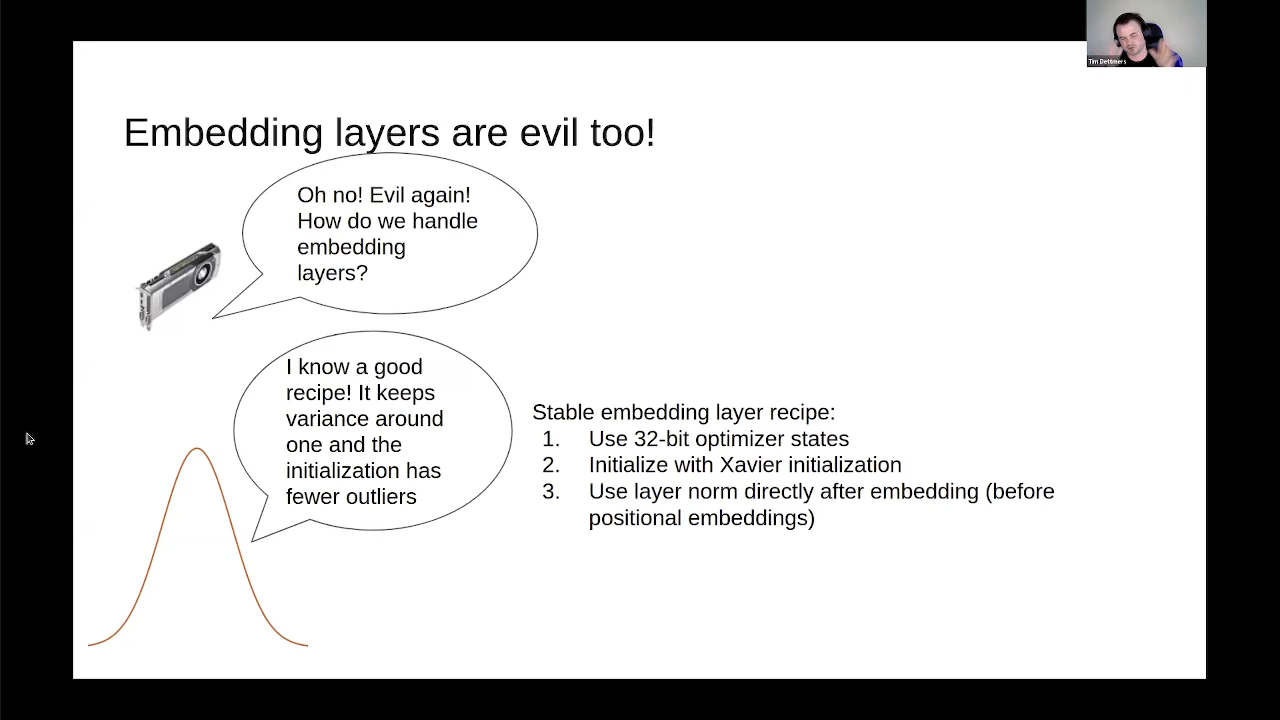 Tim Dettmers
Embedding layers are evil too!
Oh no! Evil again!
How do we handle
embedding
layers?
I know a good
recipe! It keeps
variance around
one and the
initialization has
fewer outliers
Stable embedding layer recipe:
1. Use 32-bit optimizer states
2. Initialize with Xavier initialization
3. Use layer norm directly after embedding (before
positional embeddings)